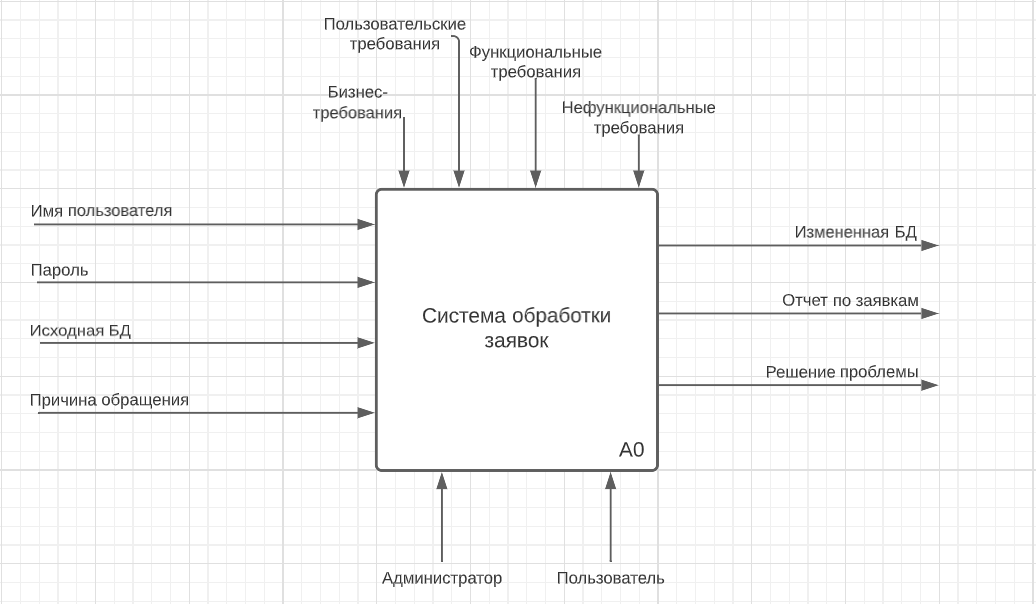 Пользовательские
требования
Функциональные
требования
Бизнес-
требования
Нефункциональные
требования
Имя пользователя
Пароль
Исходная БД
Причина обращения
Система обработки
заявок
A0
Измененная БД
Отчет по заявкам
Решение проблемы
Администратор
Пользователь